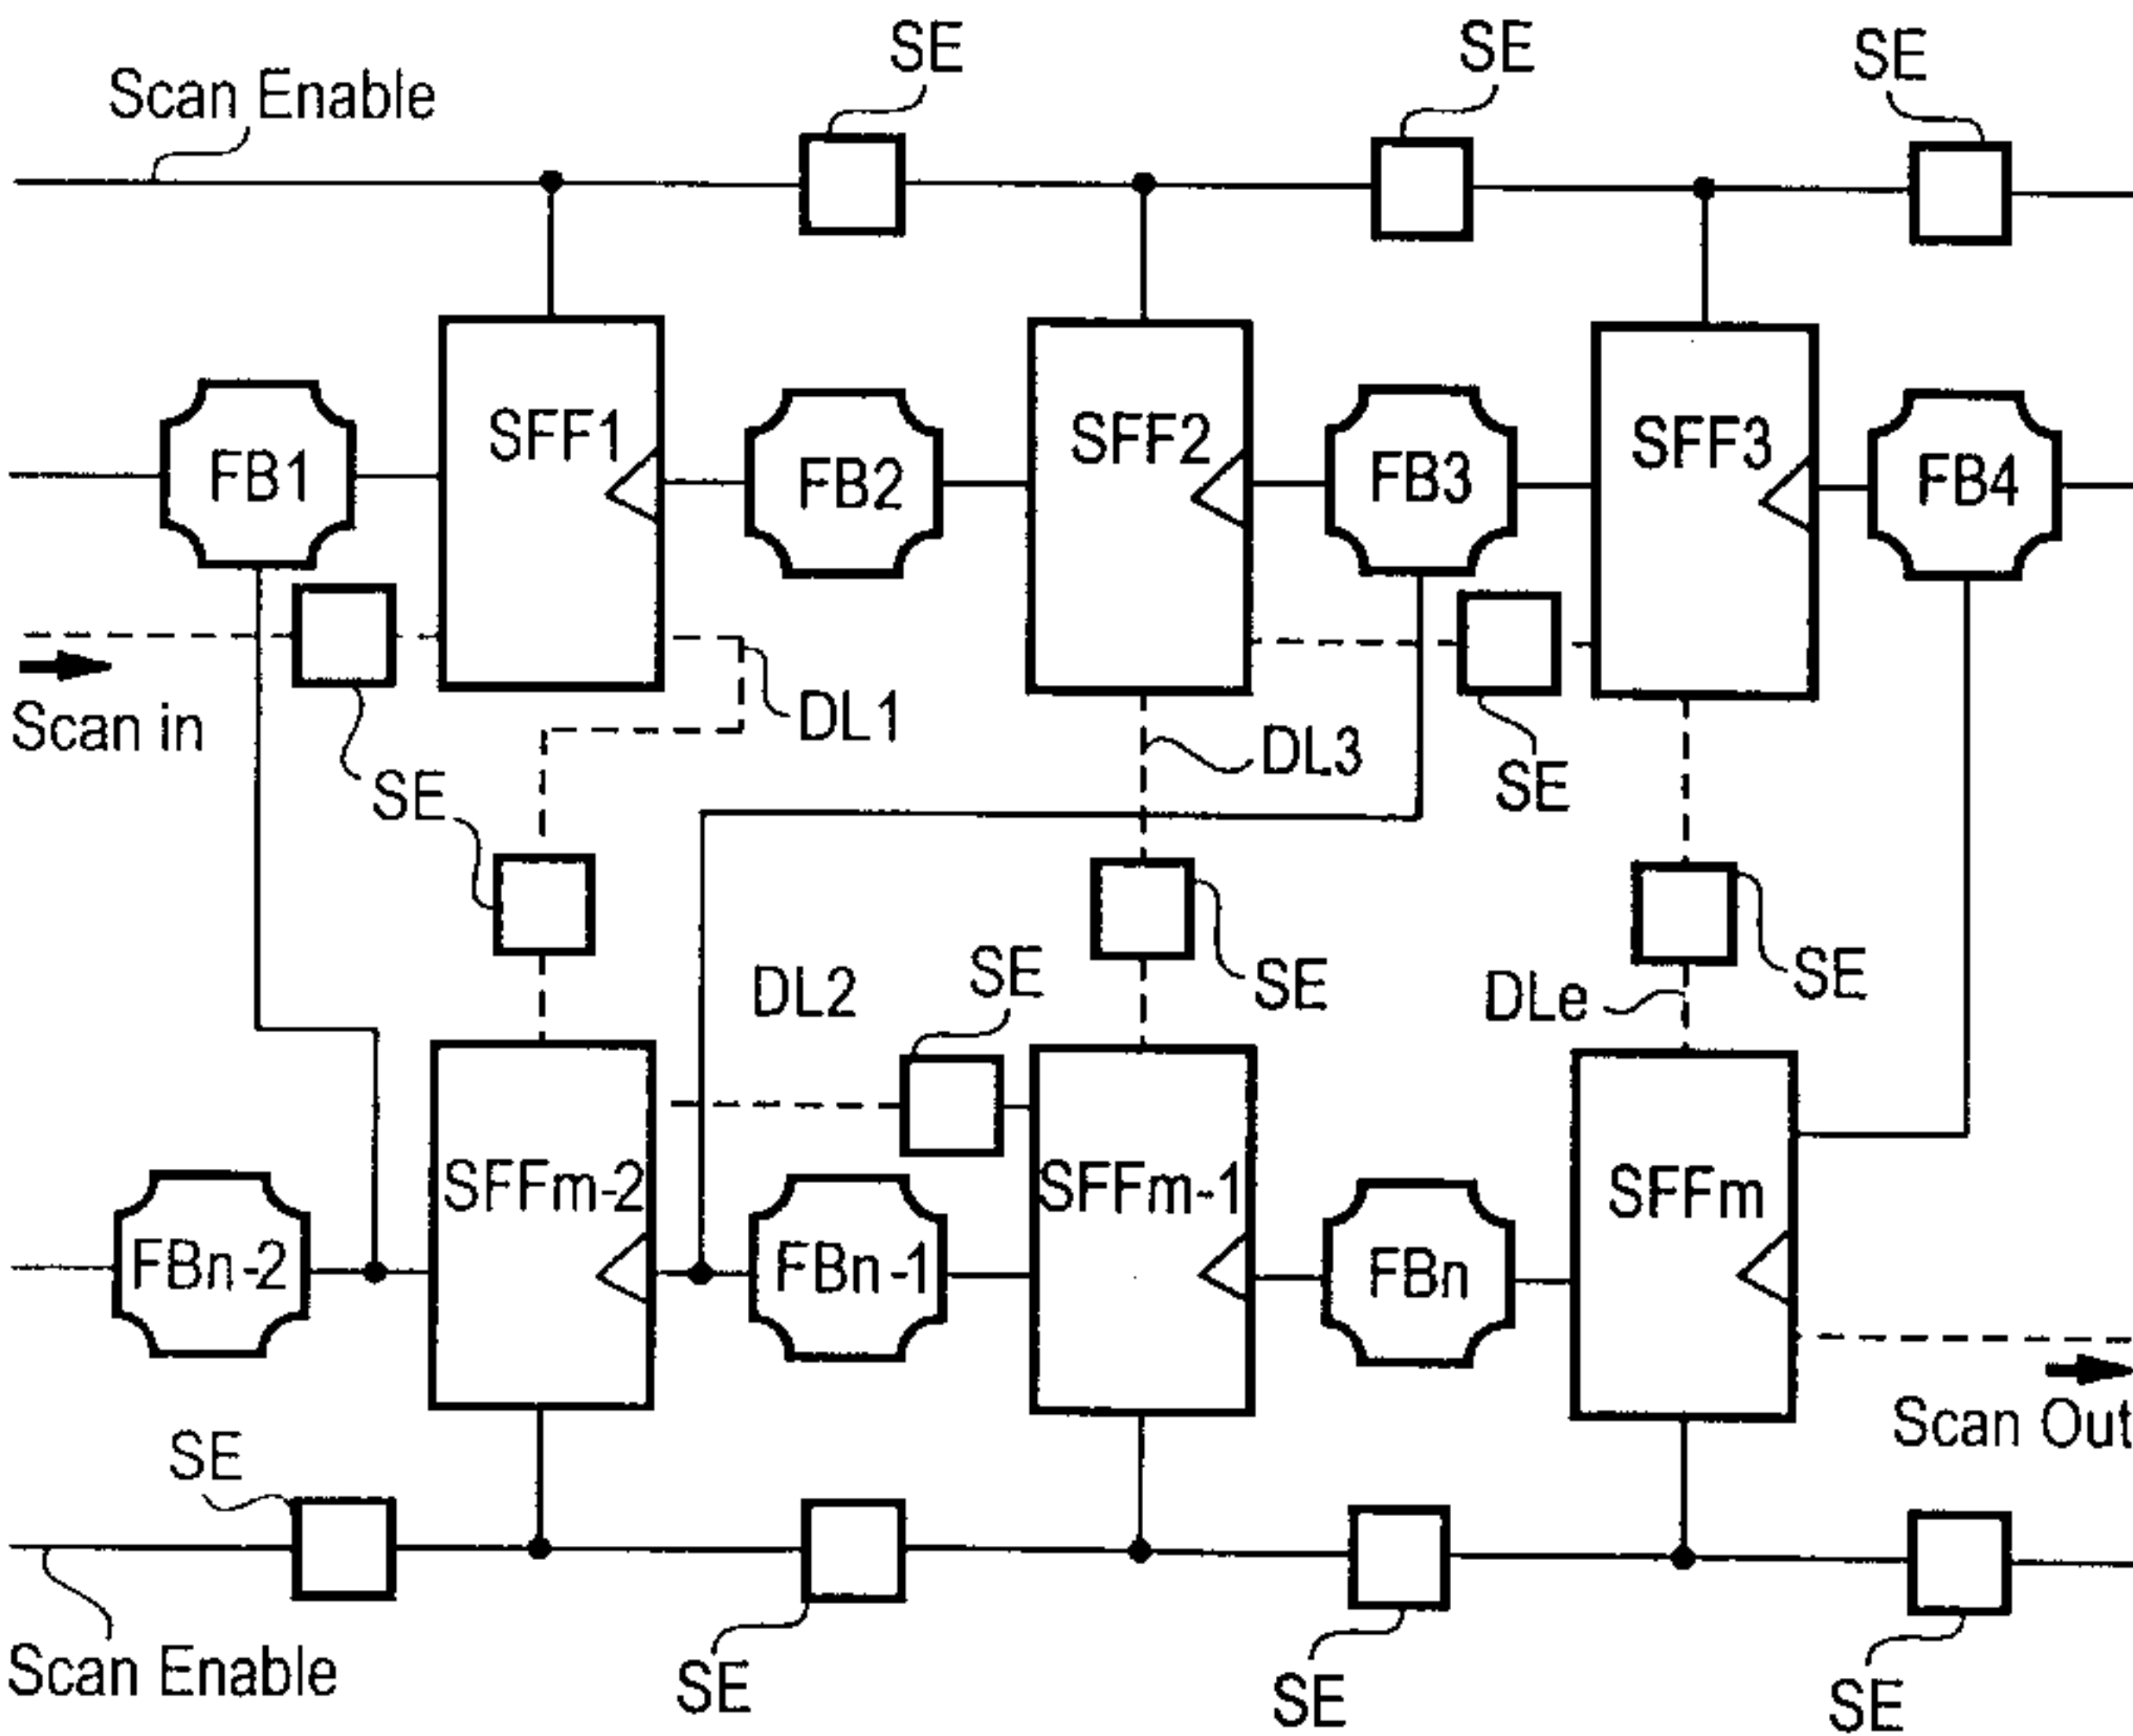 SE
SE
SE
Scan Enable
SFF1
SFF2
SFF3
FB1
FB2
FB3
FB4
Scan in
DL1
DL3
SE
SE
DL2
SE
SE
DLe
SE
SFFm-2
SFFm-1
SFFm
FBn-2
FBn-1
FBn
Scan Out
SE
Scan Enable
SE
SE
SE